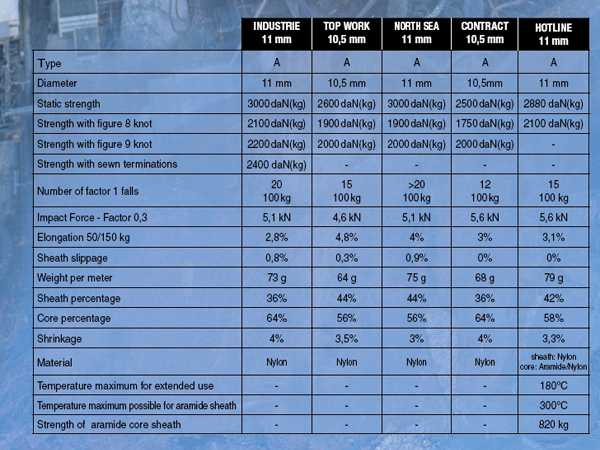 INDUSTRIE TOP WORK NORTH SEA CONTRACT HOTLINE
11 mm 10,5 mm 11 mm 10,5 mm 11 mm
Type A A A A A
Diameter 11 mm 10,5 mm 11 mm 10,5mm 11 mm
Static strength 3000 daN(kg) 2600 daN(kg) 3000 daN(kg) 2500 daN(kg) 2880 daN(kg)
Strength with figure 8 knot 2100 daN(kg) 1900 daN(kg) 1900 daN(kg) 1750 daN(kg) 2100 daN(kg)
Strength with figure 9 knot 2200 daN(kg) 2000 daN(kg) 2000 daN(kg) 2000 daN(kg) -
Strength with sewn terminations 2400 daN(kg) - - - -
Number of factor 1 falls 20 15 >20 12 15
100 kg 100 kg 100 kg 100 kg 100 kg
Impact Force - Factor 0,3 5,1 kN 4,6 kN 5,1 kN 5,6 kN 5,6 kN
Elongation 50/150 kg 2,8% 4,8% 4% 3% 3,1%
Sheath slippage 0,8% 0,3% 0,9% 0% 0%
Weight per meter 73 g 64 g 75 g 68 g 79 g
Sheath percentage 36% 44% 44% 36% 42%
Core percentage 64% 56% 56% 64% 58%
Shrinkage 4% 3,5% 3% 4% 3,3%
Material Nylon Nylon Nylon Nylon sheath: Nylon
core: Aramide/Nylon
Temperature maximum for extended use - - - - 180°C
Temperature maximum possible for aramide sheath - - - - 300°C
Strength of aramide core sheath - - - - 820 kg